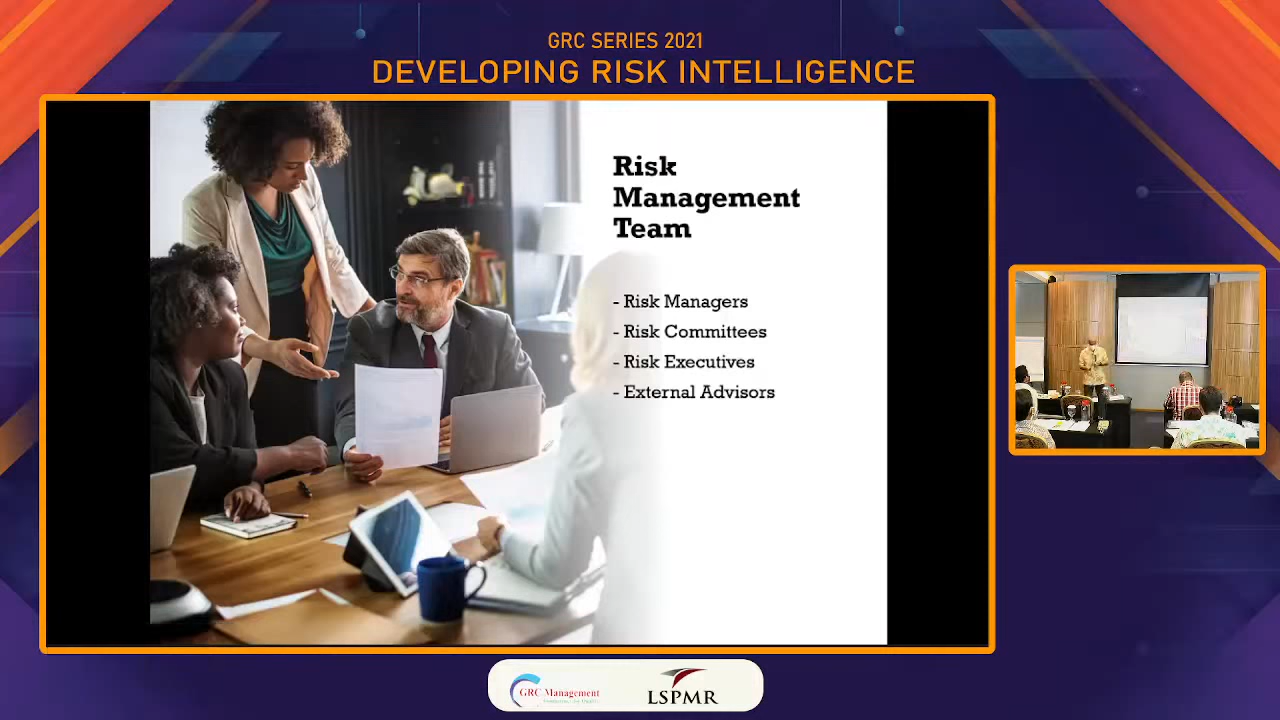 GRC SERIES 2021
DEVELOPING RISK INTELLIGENCE
Risk
Management
Team
- Risk Managers
- Risk Committees
- Risk Executives
- External Advisors
GRC Management
LSPMR